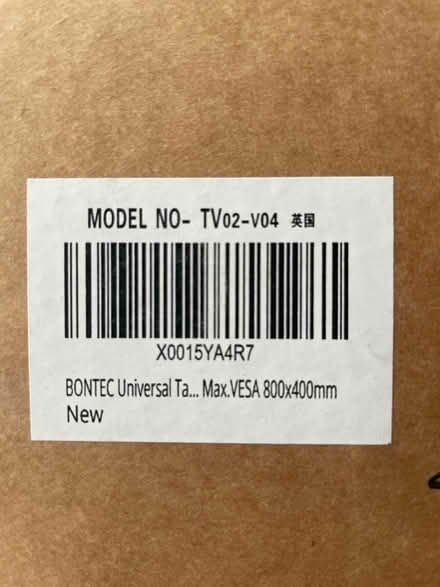 MODEL NO- TV02-V04 英国
X0015YA4R7
BONTEC Universal Ta... Max.VESA 800x400mm
New